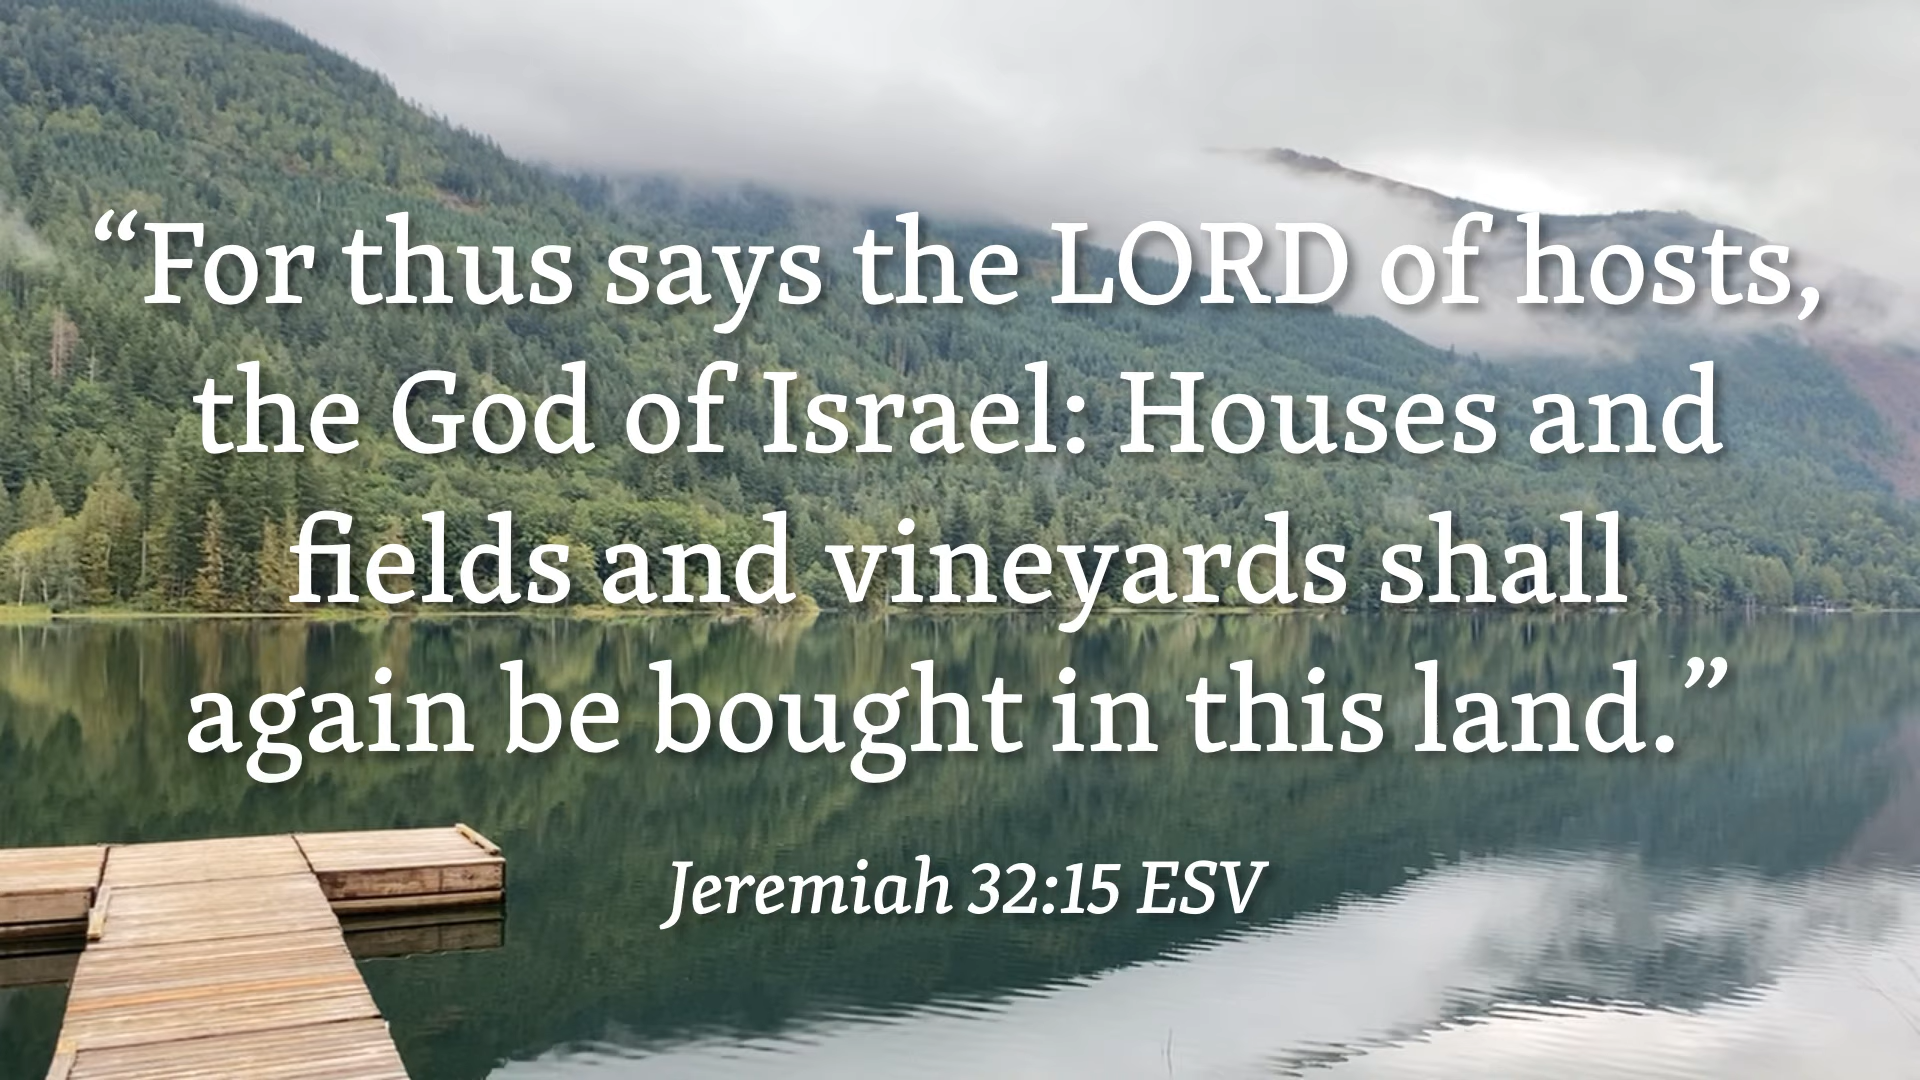 “For thus says the LORD of hosts,
the God of Israel: Houses and
fields and vineyards shall
again be bought in this land.”
Jeremiah 32:15 ESV